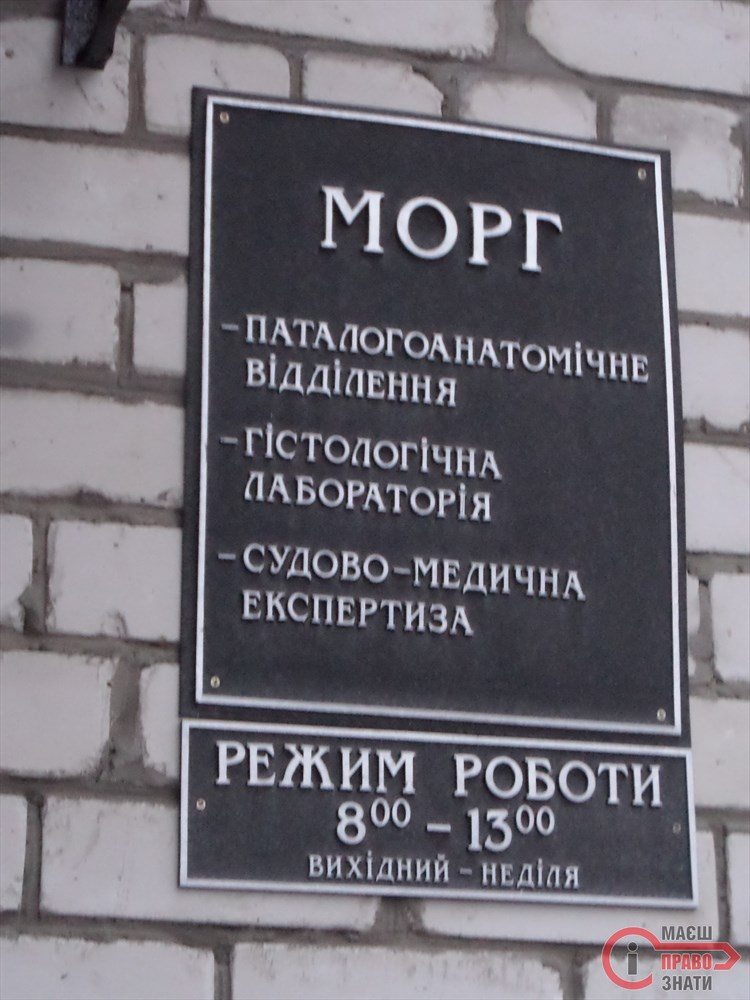 МОРГ
–ПАТАЛОГОАНАТОМІЧНЕ
ВІДДІЛЕННЯ
–ГІСТОЛОГІЧНА
ЛАБОРАТОРІЯ
–СУДОВО–МЕДИЧНА
ЕКСПЕРТИЗА
РЕЖИМ РОБОТИ
8⁰⁰ – 13⁰⁰
ВИХІДНИЙ – НЕДІЛЯ
МАЄШ
ПРАВО
ЗНАТИ